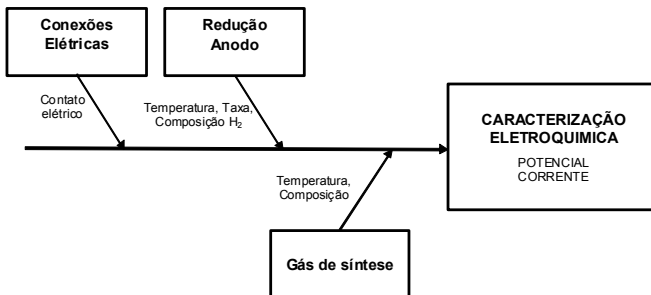 Conexões
Elétricas
Redução
Anodo
Contato
elétrico
Temperatura, Taxa,
Composição H₂
CARACTERIZAÇÃO
ELETROQUIMICA
POTENCIAL
CORRENTE
Temperatura,
Composição
Gás de síntese